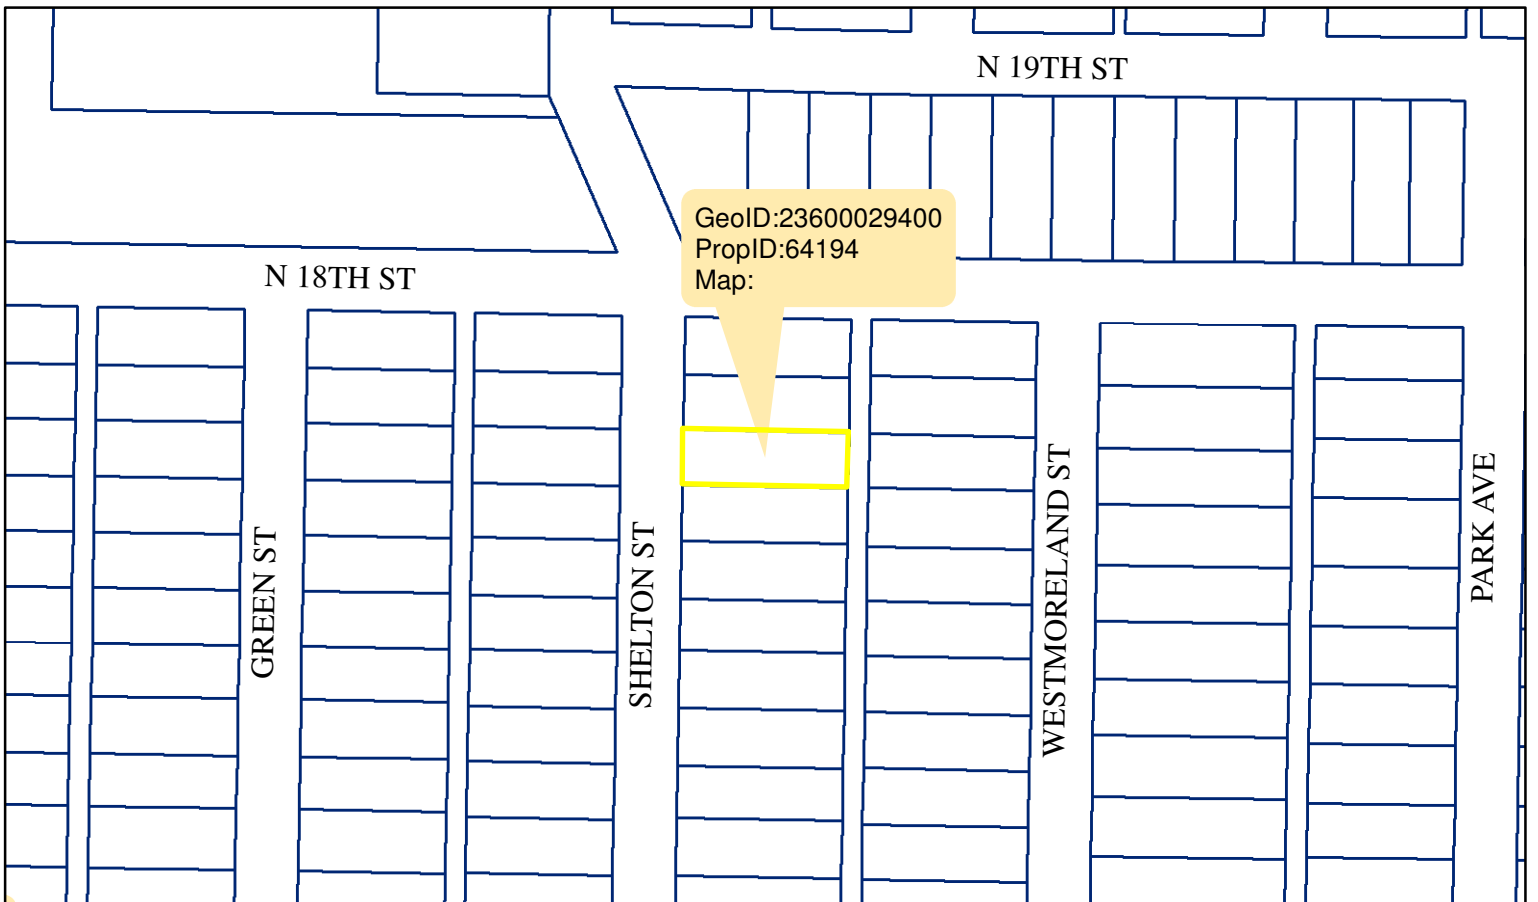 N 19TH ST
GeoID:23600029400
PropID:64194
Map:
N 18TH ST
GREEN ST
SHELTON ST
WESTMORELAND ST
PARK AVE